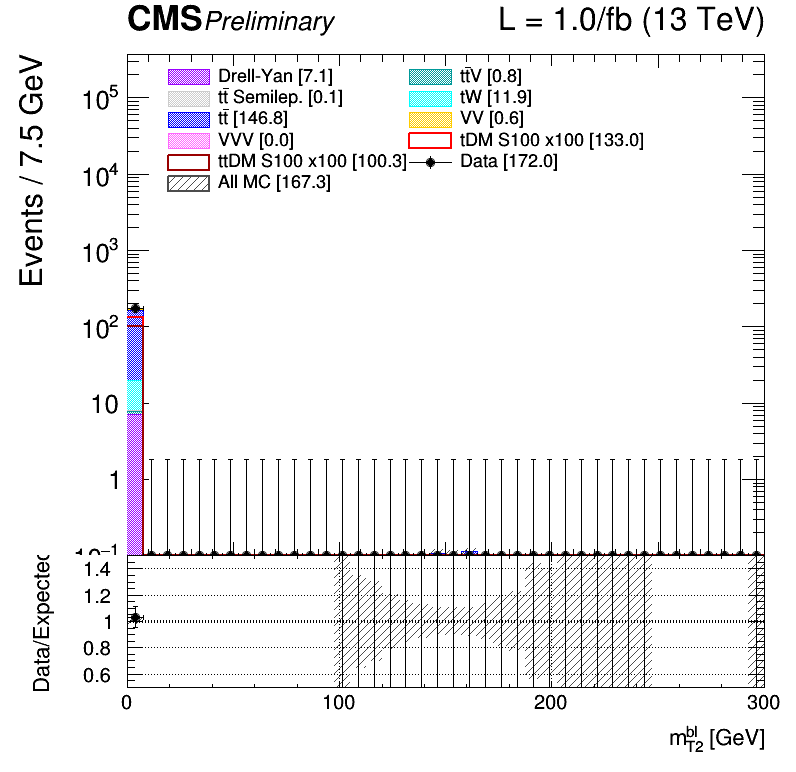 CMS Preliminary L = 1.0/fb (13 TeV)
Events / 7.5 GeV
Drell-Yan [7.1]
tt̄ Semilep. [0.1]
tt̄ [146.8]
VVV [0.0]
ttDM S100 x100 [100.3]
All MC [167.3]
tt̄V [0.8]
tW [11.9]
VV [0.6]
tDM S100 x100 [133.0]
Data [172.0]
10⁵
10⁴
10³
10²
10
1
10⁻¹
Data/Expected
1.4
1.2
1
0.8
0.6
0 100 200 300
m_{T2}^{bl} [GeV]